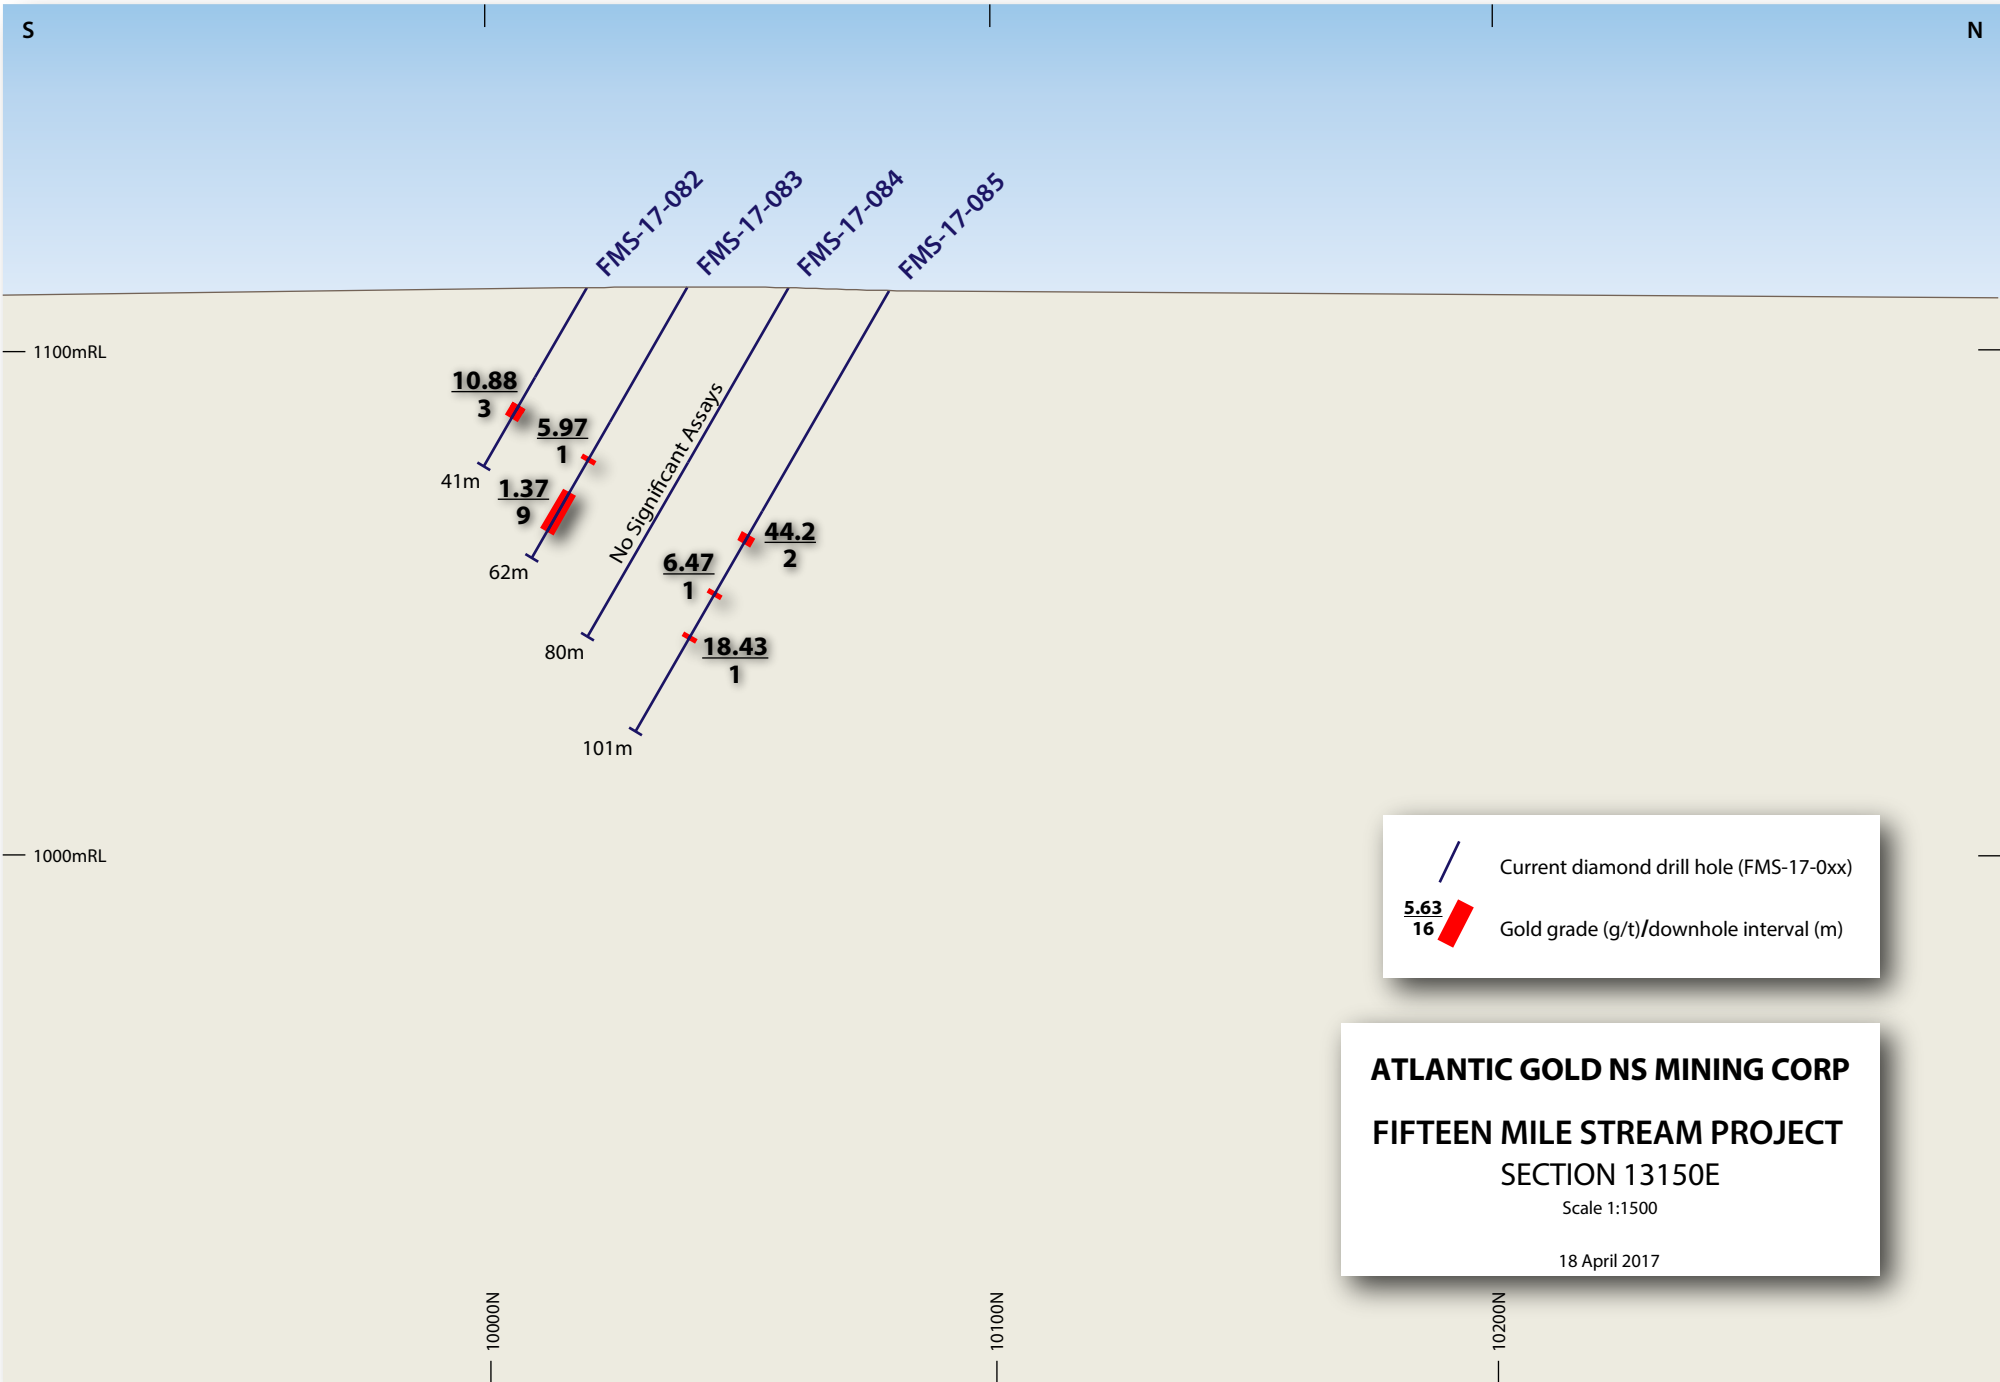 S
N
FMS-17-082
FMS-17-083
FMS-17-084
FMS-17-085
1100mRL
10.88
3
5.97
1
41m
1.37
9
62m
No Significant Assays
80m
44.2
2
6.47
1
18.43
1
101m
1000mRL
Current diamond drill hole (FMS-17-0xx)
5.63
16
Gold grade (g/t)/downhole interval (m)
ATLANTIC GOLD NS MINING CORP
FIFTEEN MILE STREAM PROJECT
SECTION 13150E
Scale 1:1500
18 April 2017
10000N
10100N
10200N